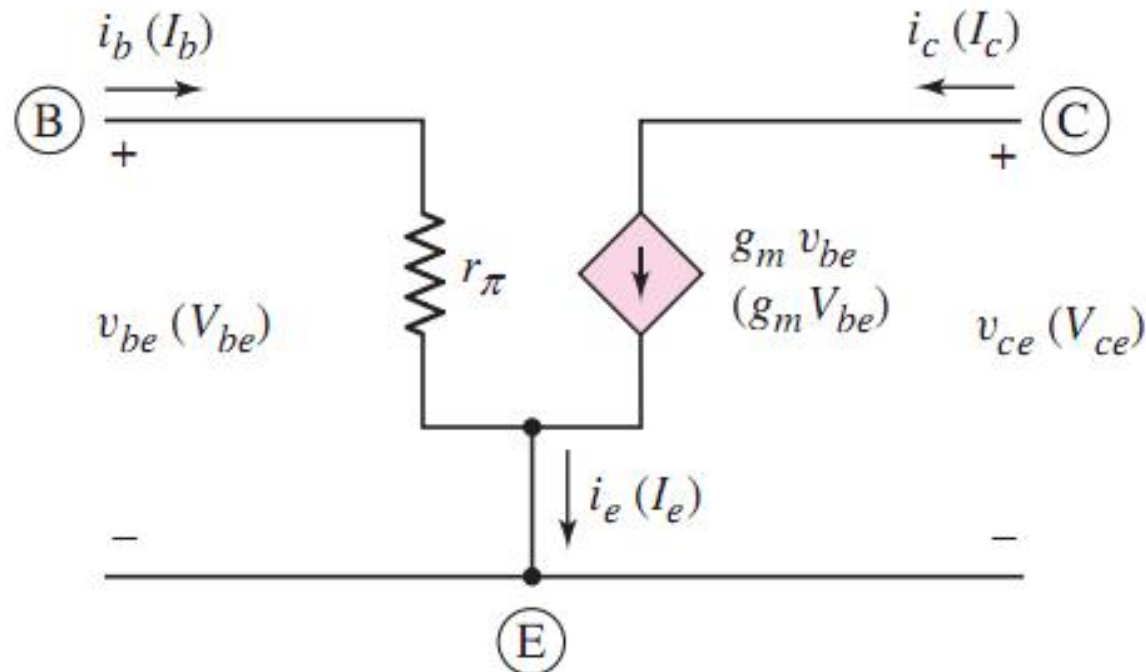 i_b (I_b)
i_c (I_c)
B
C
+
+
r_π
g_m v_be
(g_m V_be)
v_be (V_be)
v_ce (V_ce)
i_e (I_e)
–
–
E